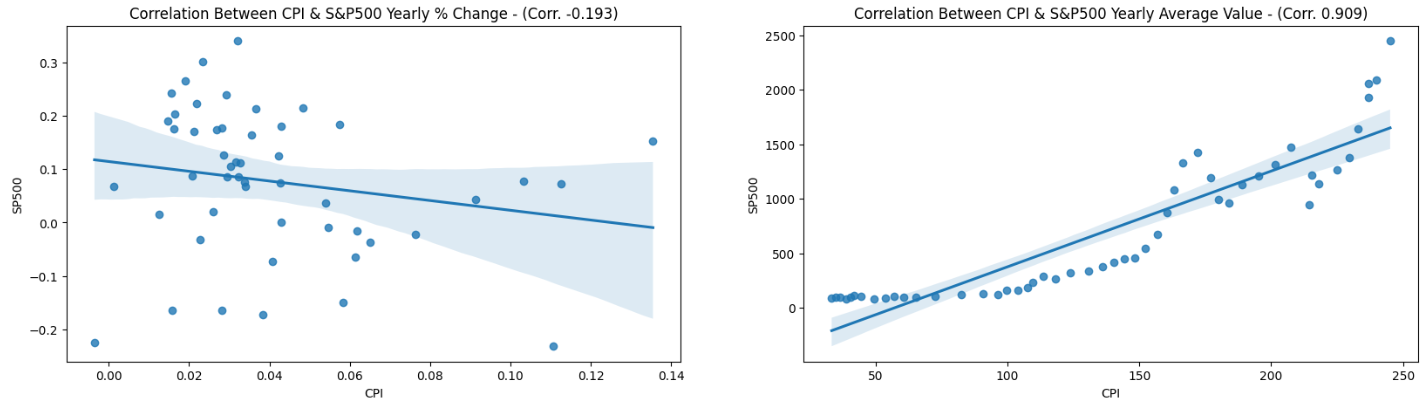 Correlation Between CPI & S&P500 Yearly % Change - (Corr. -0.193)
0.3
0.2
0.1
0.0
−0.1
−0.2
SP500
0.00 0.02 0.04 0.06 0.08 0.10 0.12 0.14
CPI
Correlation Between CPI & S&P500 Yearly Average Value - (Corr. 0.909)
2500
2000
1500
1000
500
0
SP500
50 100 150 200 250
CPI